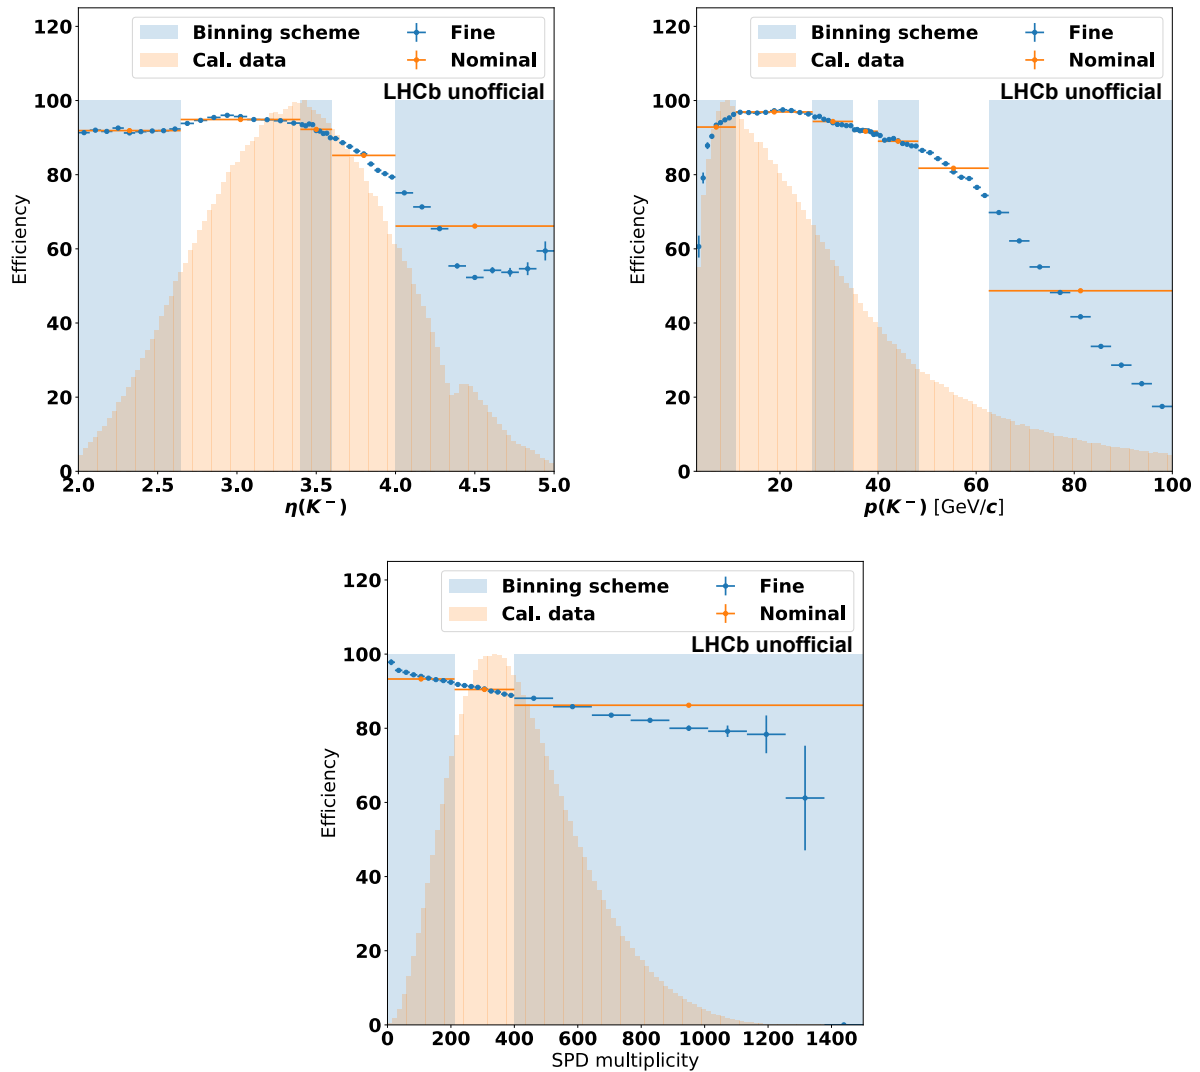 Binning scheme Fine
Cal. data Nominal
LHCb unofficial
120
100
80
60
40
20
0
Efficiency
2.0 2.5 3.0 3.5 4.0 4.5 5.0
η(K⁻)
Binning scheme Fine
Cal. data Nominal
LHCb unofficial
120
100
80
60
40
20
0
Efficiency
20 40 60 80 100
p(K⁻) [GeV/c]
Binning scheme Fine
Cal. data Nominal
LHCb unofficial
120
100
80
60
40
20
0
Efficiency
0 200 400 600 800 1000 1200 1400
SPD multiplicity